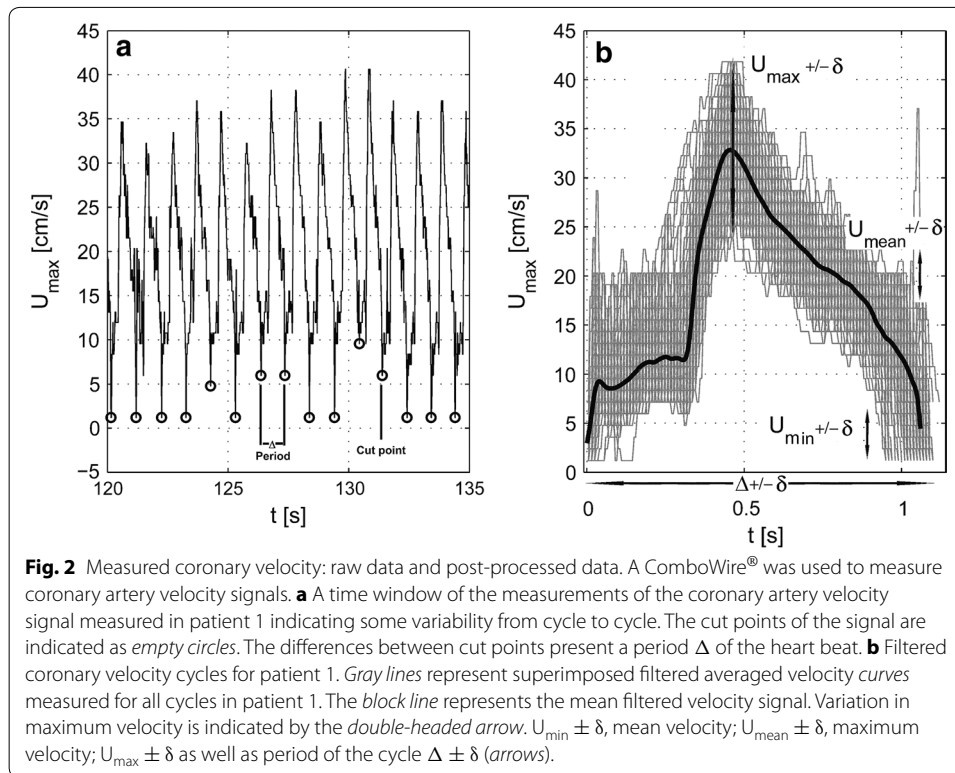 a
U_max [cm/s]
45
40
35
30
25
20
15
10
5
0
−5
120
125
130
135
t [s]
Δ
Period
Cut point
b
U_max [cm/s]
45
40
35
30
25
20
15
10
5
0
0
0.5
1
t [s]
U_max +/−δ
U_mean +/−δ
U_min +/−δ
Δ+/−δ
Fig. 2 Measured coronary velocity: raw data and post-processed data. A ComboWire® was used to measure
coronary artery velocity signals. a A time window of the measurements of the coronary artery velocity
signal measured in patient 1 indicating some variability from cycle to cycle. The cut points of the signal are
indicated as empty circles. The differences between cut points present a period Δ of the heart beat. b Filtered
coronary velocity cycles for patient 1. Gray lines represent superimposed filtered averaged velocity curves
measured for all cycles in patient 1. The block line represents the mean filtered velocity signal. Variation in
maximum velocity is indicated by the double-headed arrow. U_min ± δ, mean velocity; U_mean ± δ, maximum
velocity; U_max ± δ as well as period of the cycle Δ ± δ (arrows).